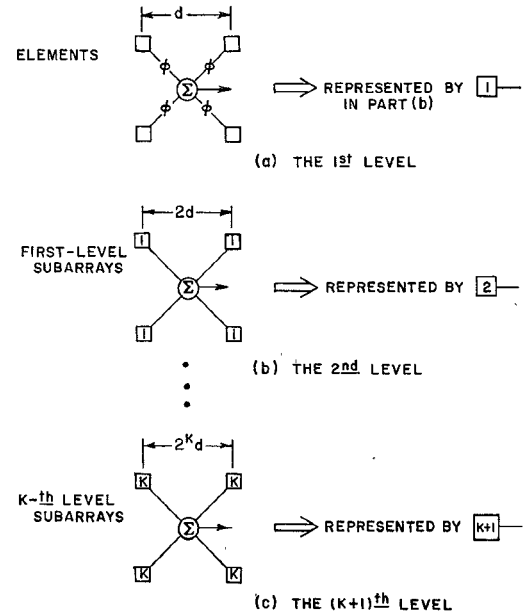 d
ELEMENTS
φ φ
Σ
φ φ
REPRESENTED BY 1
IN PART (b)
(a) THE 1st LEVEL
2d
FIRST-LEVEL
SUBARRAYS
1 1
Σ
1 1
REPRESENTED BY 2
(b) THE 2nd LEVEL
2^K d
K-th LEVEL
SUBARRAYS
K K
Σ
K K
REPRESENTED BY K+1
(c) THE (K+1)th LEVEL